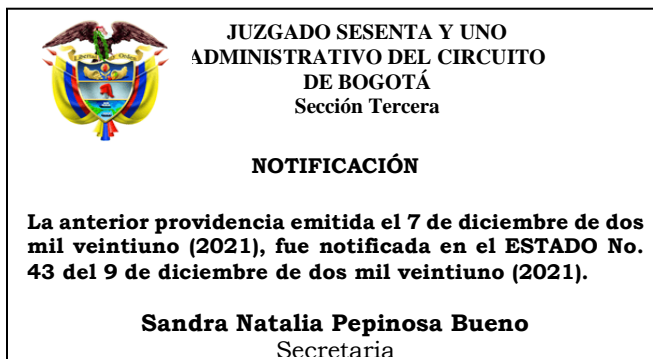 JUZGADO SESENTA Y UNO
ADMINISTRATIVO DEL CIRCUITO
DE BOGOTÁ
Sección Tercera
NOTIFICACIÓN
La anterior providencia emitida el 7 de diciembre de dos
mil veintiuno (2021), fue notificada en el ESTADO No.
43 del 9 de diciembre de dos mil veintiuno (2021).
Sandra Natalia Pepinosa Bueno
Secretaria